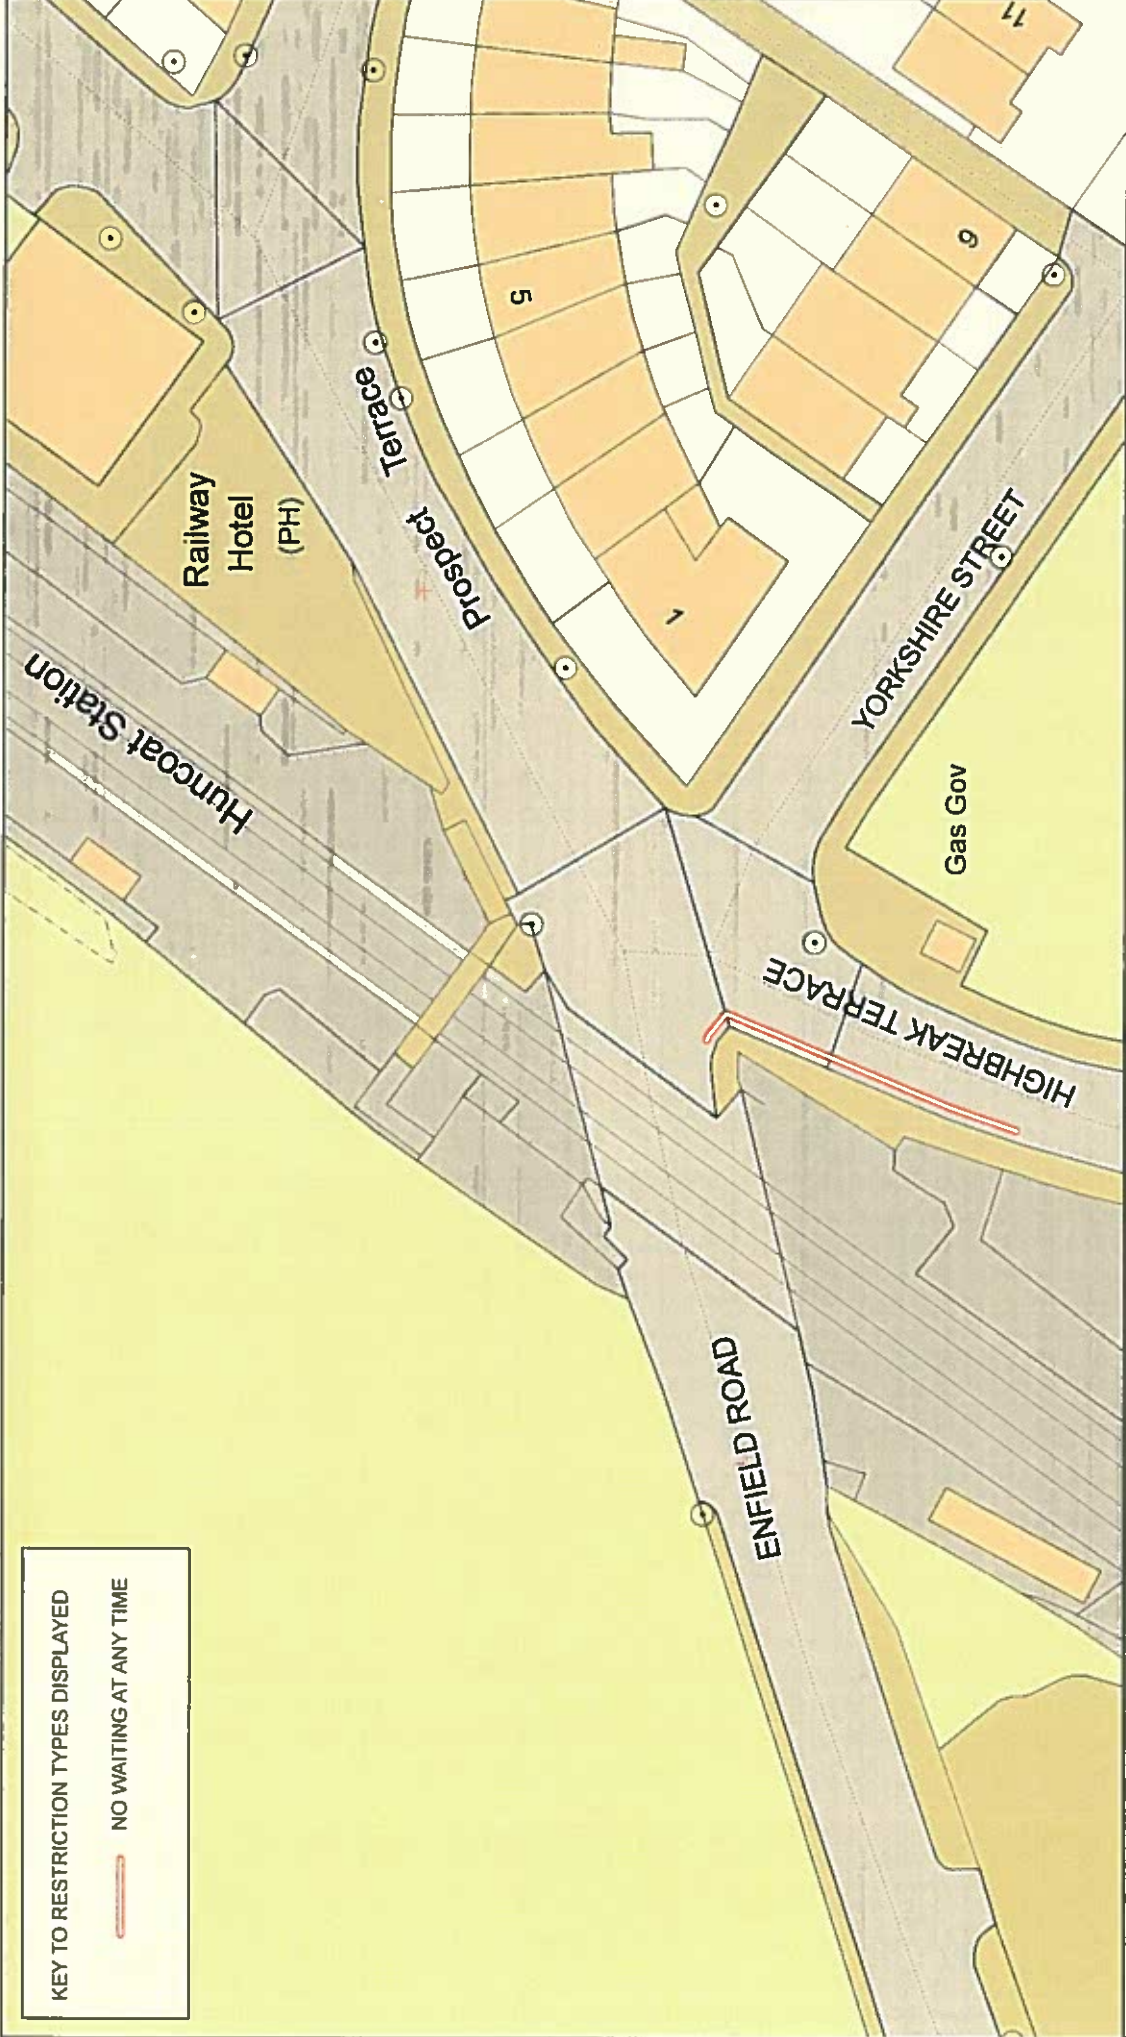 KEY TO RESTRICTION TYPES DISPLAYED
NO WAITING AT ANY TIME
Huncoat Station
Railway
Hotel
(PH)
Prospect Terrace
5
1
9
11
YORKSHIRE STREET
Gas Gov
HIGHBREAK TERRACE
ENFIELD ROAD